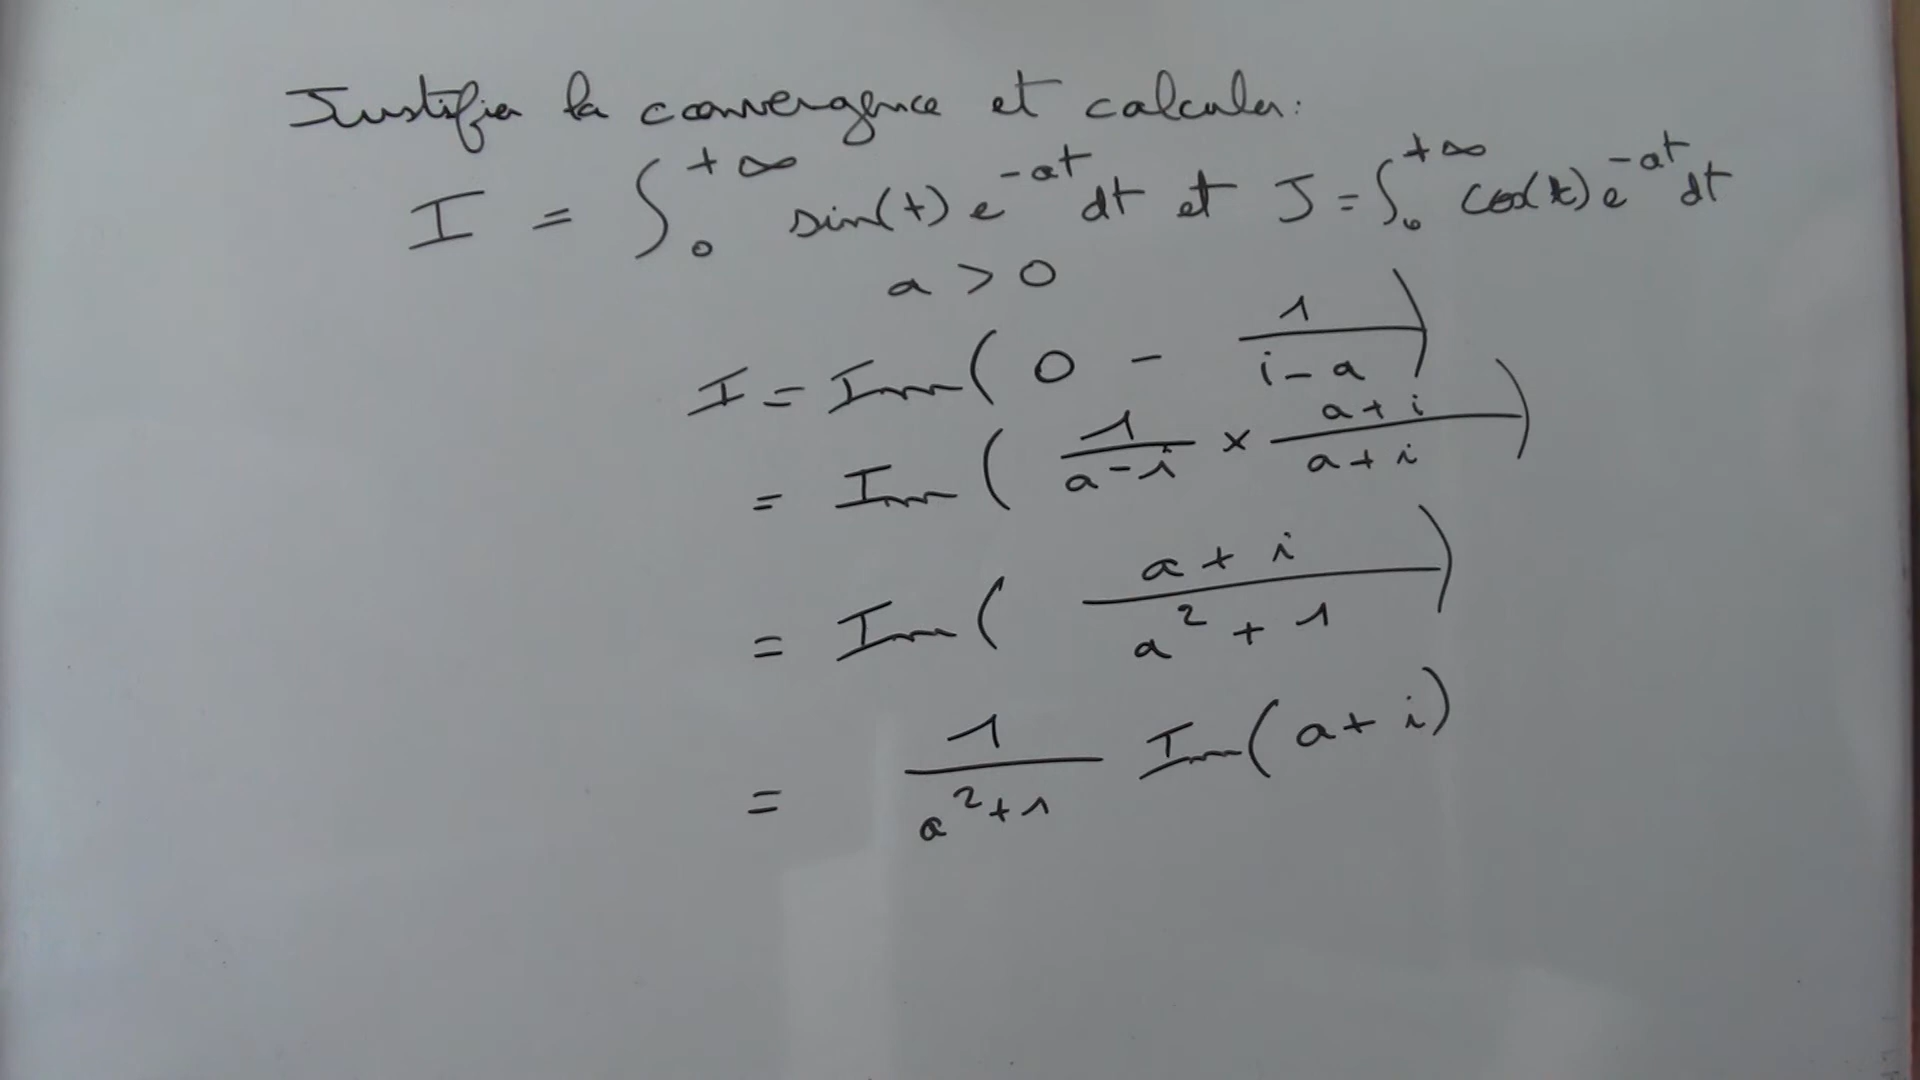 Justifier la convergence et calculer:
I = ∫₀^{+∞} sin(t) e^{-at} dt et J = ∫₀^{+∞} cos(t) e^{-at} dt
a > 0
I = Im( 0 - 1/(i - a) )
= Im( 1/(a - i) × (a + i)/(a + i) )
= Im( (a + i)/(a² + 1) )
= 1/(a² + 1) Im( a + i )